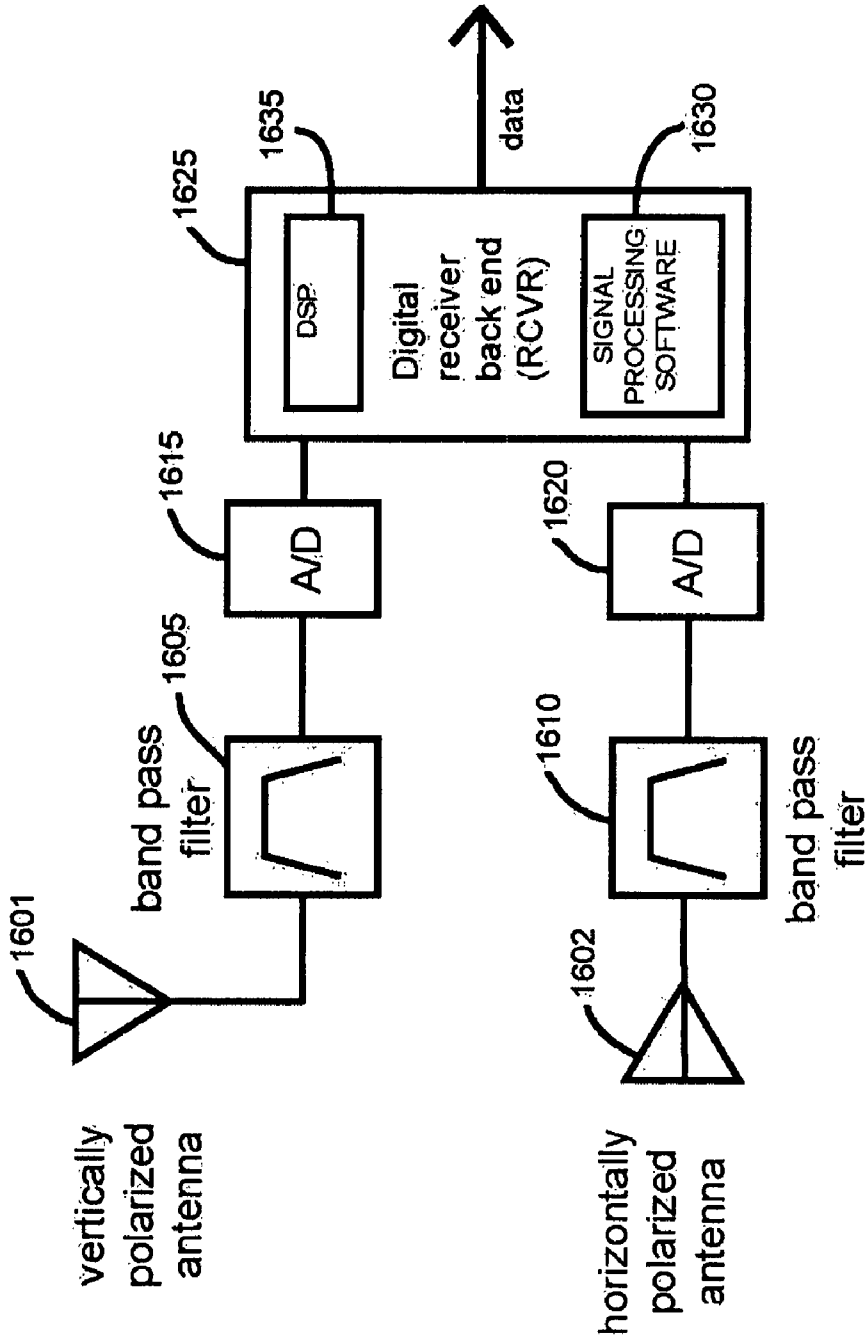 vertically
polarized
antenna
1601
band pass
filter
1605
A/D
1615
1625
DSP
1635
Digital
receiver
back end
(RCVR)
data
SIGNAL
PROCESSING
SOFTWARE
1630
horizontally
polarized
antenna
1602
1610
band pass
filter
A/D
1620